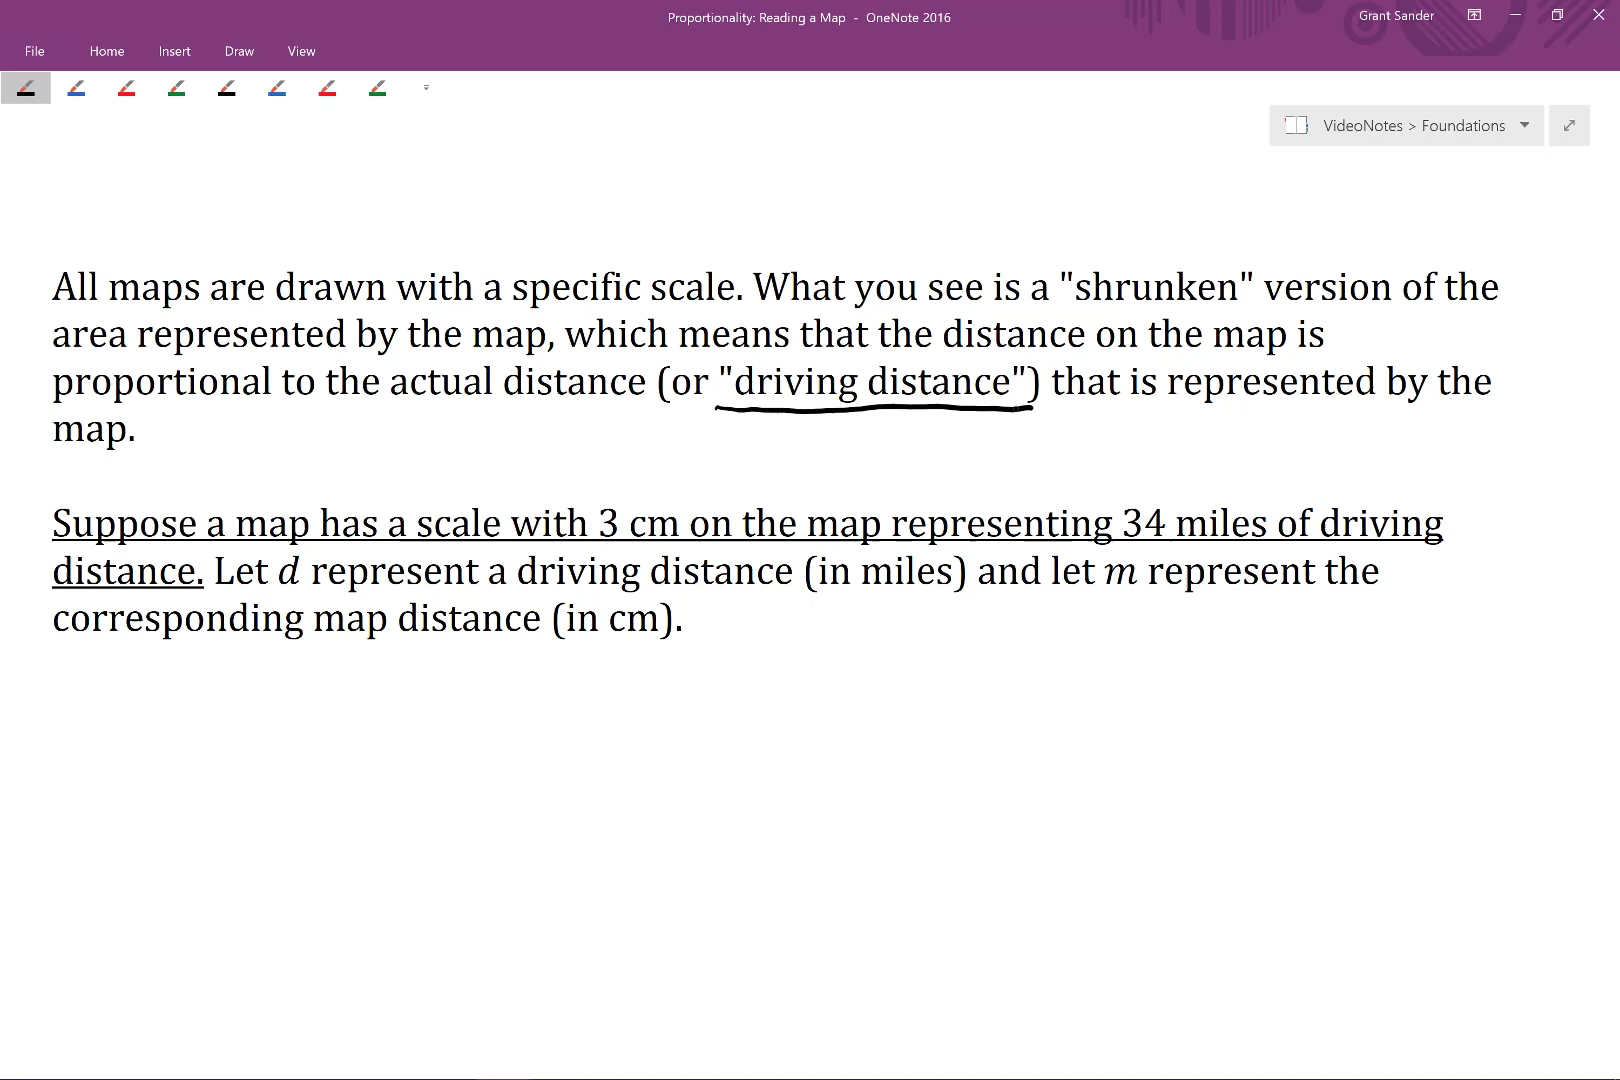 Proportionality: Reading a Map - OneNote 2016
Grant Sander
File Home Insert Draw View
VideoNotes > Foundations
All maps are drawn with a specific scale. What you see is a "shrunken" version of the
area represented by the map, which means that the distance on the map is
proportional to the actual distance (or "driving distance") that is represented by the
map.
Suppose a map has a scale with 3 cm on the map representing 34 miles of driving
distance. Let d represent a driving distance (in miles) and let m represent the
corresponding map distance (in cm).